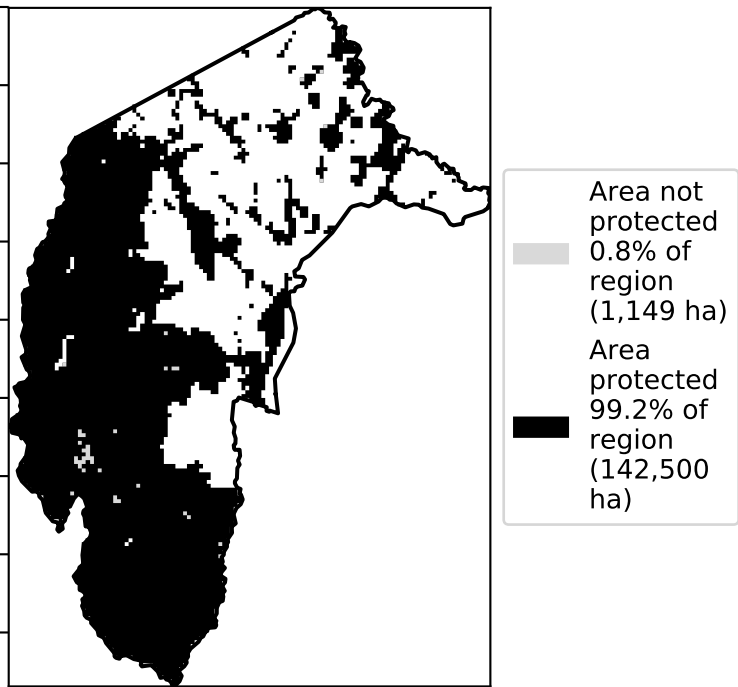 Area not
protected
0.8% of
region
(1,149 ha)
Area
protected
99.2% of
region
(142,500
ha)